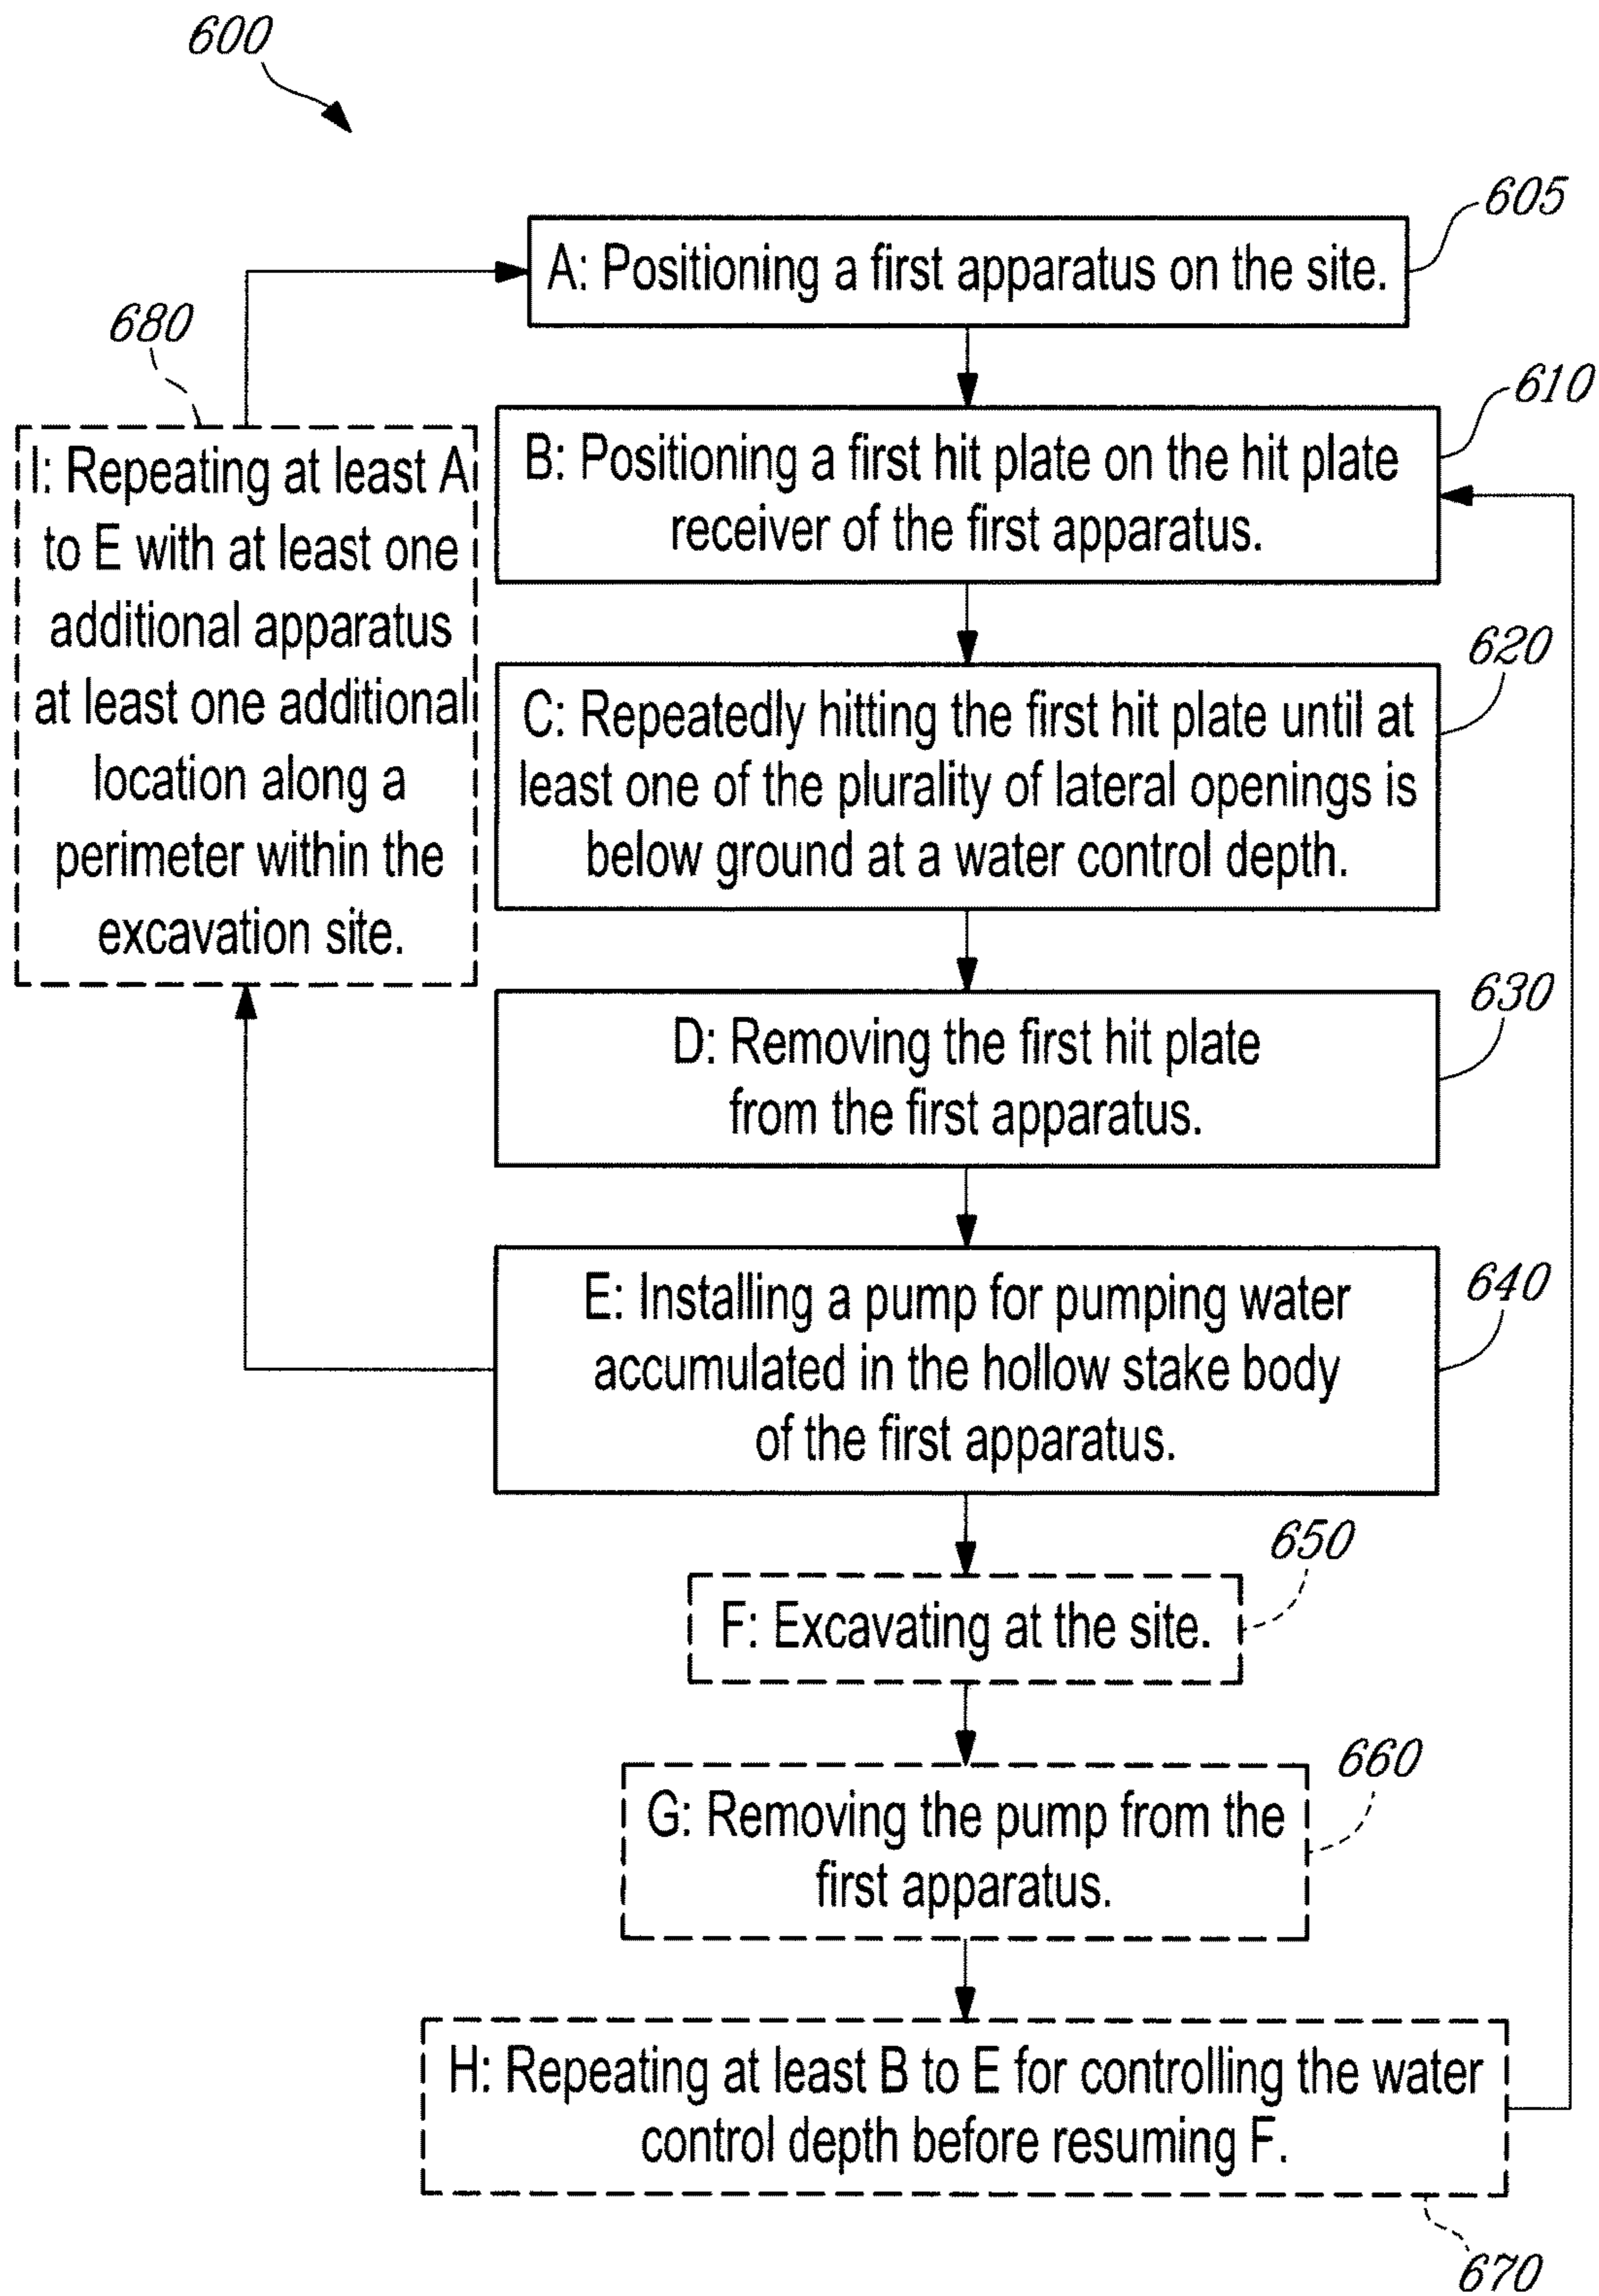 600
605
A: Positioning a first apparatus on the site.
680
610
B: Positioning a first hit plate on the hit plate
receiver of the first apparatus.
I: Repeating at least A
to E with at least one
additional apparatus
at least one additional
location along a
perimeter within the
excavation site.
620
C: Repeatedly hitting the first hit plate until at
least one of the plurality of lateral openings is
below ground at a water control depth.
630
D: Removing the first hit plate
from the first apparatus.
640
E: Installing a pump for pumping water
accumulated in the hollow stake body
of the first apparatus.
650
F: Excavating at the site.
660
G: Removing the pump from the
first apparatus.
H: Repeating at least B to E for controlling the water
control depth before resuming F.
670